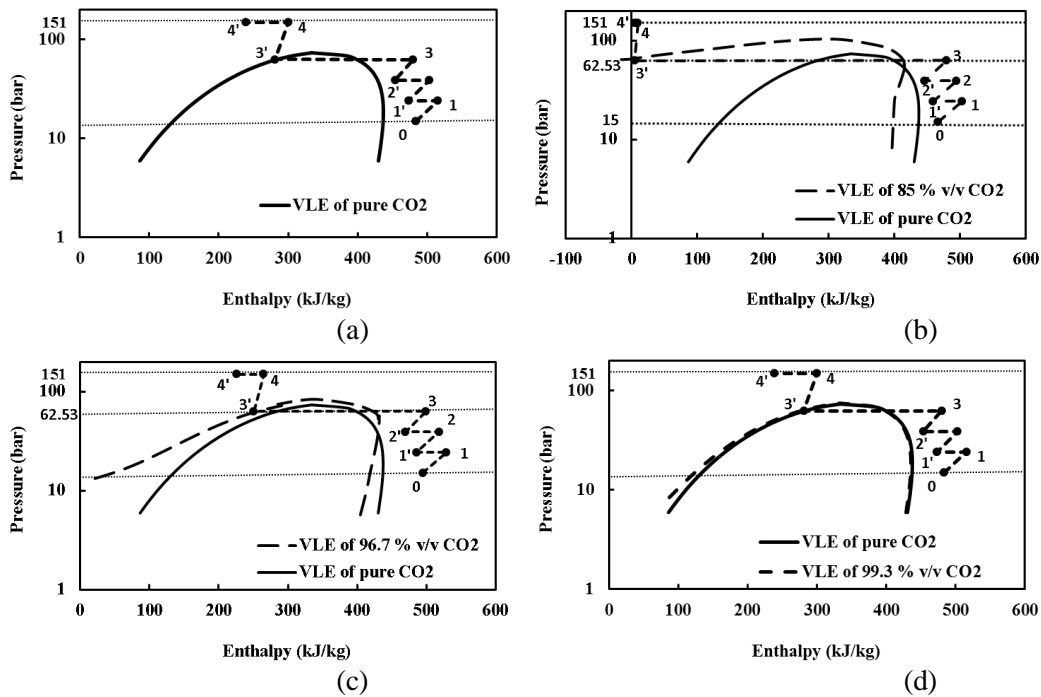 (a)
151
100
10
1
Pressure (bar)
4'
4
3'
3
2'
1'
1
0
VLE of pure CO2
0 100 200 300 400 500 600
Enthalpy (kJ/kg)
(a)
(b)
151
100
62.53
15
10
1
Pressure (bar)
4'
4
3'
3
2'
2
1'
1
0
VLE of 85 % v/v CO2
VLE of pure CO2
-100 0 100 200 300 400 500 600
Enthalpy (kJ/kg)
(b)
(c)
151
100
62.53
10
1
Pressure (bar)
4'
4
3'
3
2'
2
1'
1
0
VLE of 96.7 % v/v CO2
VLE of pure CO2
0 100 200 300 400 500 600
Enthalpy (kJ/kg)
(c)
(d)
151
100
10
1
Pressure (bar)
4'
4
3'
3
2'
2
1'
1
0
VLE of pure CO2
VLE of 99.3 % v/v CO2
0 100 200 300 400 500 600
Enthalpy (kJ/kg)
(d)